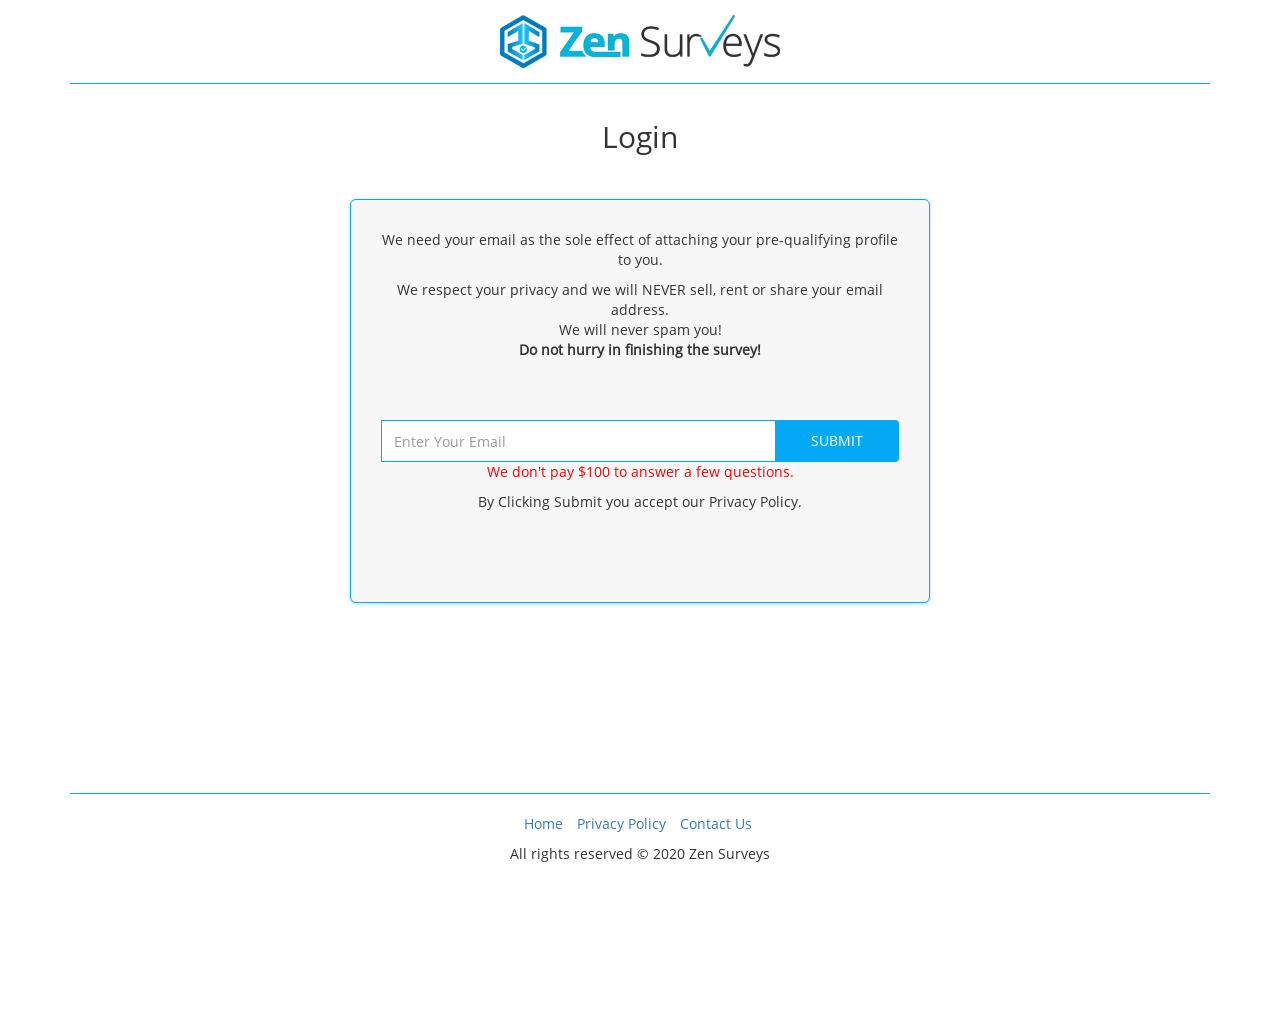 Zen Surveys
Login
We need your email as the sole effect of attaching your pre-qualifying profile
to you.
We respect your privacy and we will NEVER sell, rent or share your email
address.
We will never spam you!
Do not hurry in finishing the survey!
Enter Your Email
SUBMIT
We don't pay $100 to answer a few questions.
By Clicking Submit you accept our Privacy Policy.
Home Privacy Policy Contact Us
All rights reserved © 2020 Zen Surveys